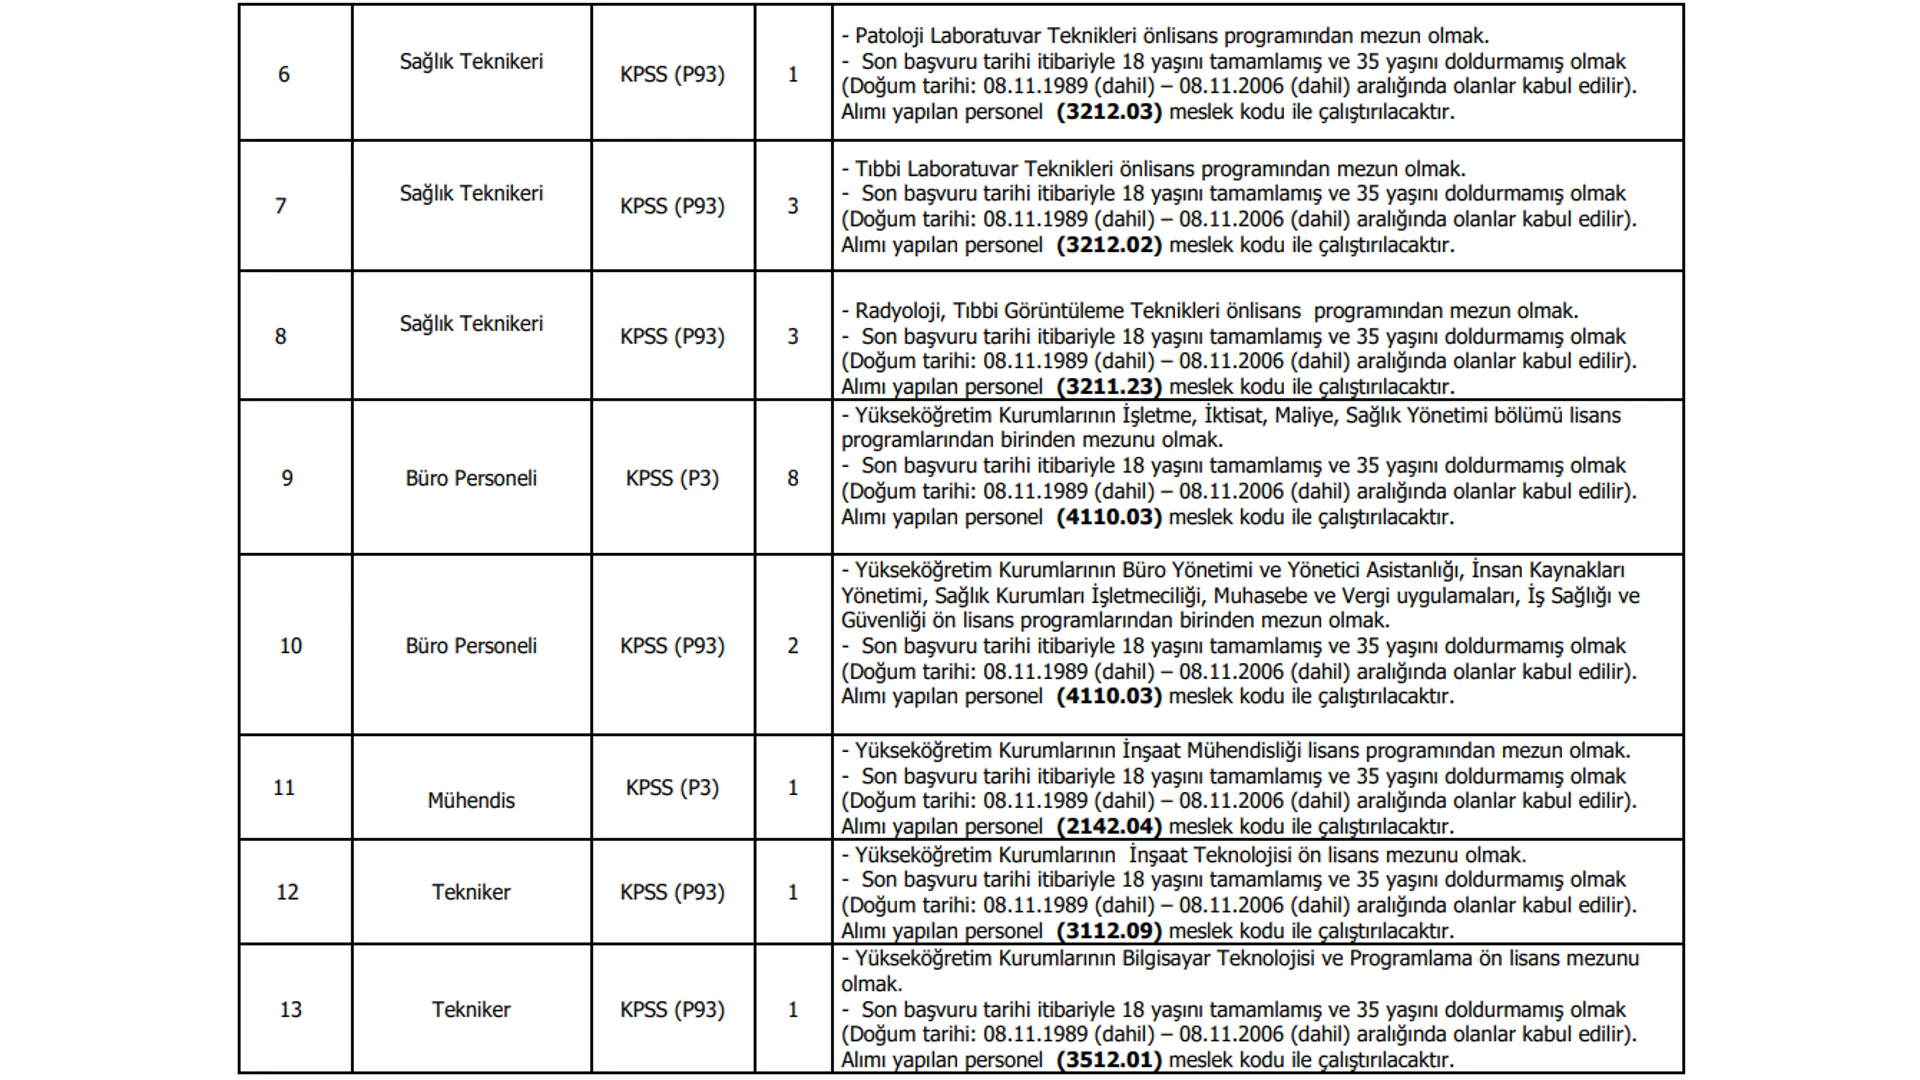 6
Sağlık Teknikeri
KPSS (P93)
1
- Patoloji Laboratuvar Teknikleri önlisans programından mezun olmak.
- Son başvuru tarihi itibariyle 18 yaşını tamamlamış ve 35 yaşını doldurmamış olmak
(Doğum tarihi: 08.11.1989 (dahil) – 08.11.2006 (dahil) aralığında olanlar kabul edilir).
Alımı yapılan personel (3212.03) meslek kodu ile çalıştırılacaktır.
7
Sağlık Teknikeri
KPSS (P93)
3
- Tıbbi Laboratuvar Teknikleri önlisans programından mezun olmak.
- Son başvuru tarihi itibariyle 18 yaşını tamamlamış ve 35 yaşını doldurmamış olmak
(Doğum tarihi: 08.11.1989 (dahil) – 08.11.2006 (dahil) aralığında olanlar kabul edilir).
Alımı yapılan personel (3212.02) meslek kodu ile çalıştırılacaktır.
8
Sağlık Teknikeri
KPSS (P93)
3
- Radyoloji, Tıbbi Görüntüleme Teknikleri önlisans programından mezun olmak.
- Son başvuru tarihi itibariyle 18 yaşını tamamlamış ve 35 yaşını doldurmamış olmak
(Doğum tarihi: 08.11.1989 (dahil) – 08.11.2006 (dahil) aralığında olanlar kabul edilir).
Alımı yapılan personel (3211.23) meslek kodu ile çalıştırılacaktır.
9
Büro Personeli
KPSS (P3)
8
- Yükseköğretim Kurumlarının İşletme, İktisat, Maliye, Sağlık Yönetimi bölümü lisans
programlarından birinden mezunu olmak.
- Son başvuru tarihi itibariyle 18 yaşını tamamlamış ve 35 yaşını doldurmamış olmak
(Doğum tarihi: 08.11.1989 (dahil) – 08.11.2006 (dahil) aralığında olanlar kabul edilir).
Alımı yapılan personel (4110.03) meslek kodu ile çalıştırılacaktır.
10
Büro Personeli
KPSS (P93)
2
- Yükseköğretim Kurumlarının Büro Yönetimi ve Yönetici Asistanlığı, İnsan Kaynakları
Yönetimi, Sağlık Kurumları İşletmeciliği, Muhasebe ve Vergi uygulamaları, İş Sağlığı ve
Güvenliği ön lisans programlarından birinden mezun olmak.
- Son başvuru tarihi itibariyle 18 yaşını tamamlamış ve 35 yaşını doldurmamış olmak
(Doğum tarihi: 08.11.1989 (dahil) – 08.11.2006 (dahil) aralığında olanlar kabul edilir).
Alımı yapılan personel (4110.03) meslek kodu ile çalıştırılacaktır.
11
Mühendis
KPSS (P3)
1
- Yükseköğretim Kurumlarının İnşaat Mühendisliği lisans programından mezun olmak.
- Son başvuru tarihi itibariyle 18 yaşını tamamlamış ve 35 yaşını doldurmamış olmak
(Doğum tarihi: 08.11.1989 (dahil) – 08.11.2006 (dahil) aralığında olanlar kabul edilir).
Alımı yapılan personel (2142.04) meslek kodu ile çalıştırılacaktır.
12
Tekniker
KPSS (P93)
1
- Yükseköğretim Kurumlarının İnşaat Teknolojisi ön lisans mezunu olmak.
- Son başvuru tarihi itibariyle 18 yaşını tamamlamış ve 35 yaşını doldurmamış olmak
(Doğum tarihi: 08.11.1989 (dahil) – 08.11.2006 (dahil) aralığında olanlar kabul edilir).
Alımı yapılan personel (3112.09) meslek kodu ile çalıştırılacaktır.
13
Tekniker
KPSS (P93)
1
- Yükseköğretim Kurumlarının Bilgisayar Teknolojisi ve Programlama ön lisans mezunu
olmak.
- Son başvuru tarihi itibariyle 18 yaşını tamamlamış ve 35 yaşını doldurmamış olmak
(Doğum tarihi: 08.11.1989 (dahil) – 08.11.2006 (dahil) aralığında olanlar kabul edilir).
Alımı yapılan personel (3512.01) meslek kodu ile çalıştırılacaktır.